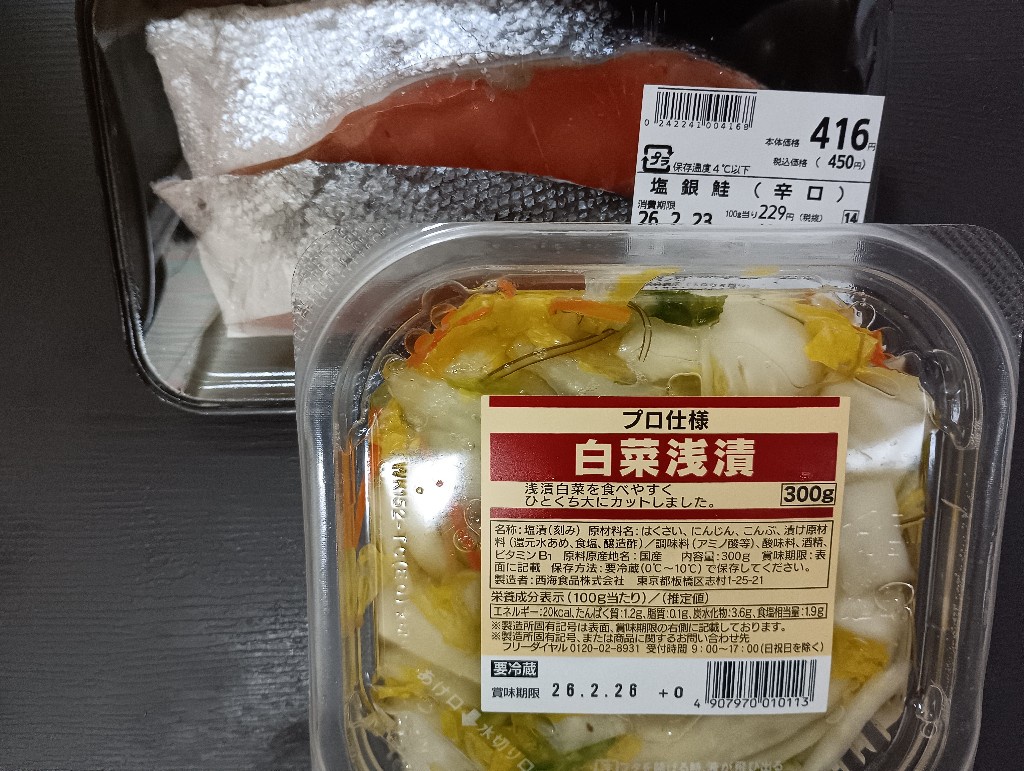 0 242241 004169
本体価格 416円
税込価格 ( 450円)
プラ 保存温度4℃以下
塩銀鮭(辛口)
消費期限
26.2.23 100g当り229円(税抜) 14
プロ仕様
白菜浅漬
浅漬白菜を食べやすく
ひとくち大にカットしました。
300g
名称:塩漬(刻み) 原材料名:はくさい、にんじん、こんぶ、漬け原材
料(還元水あめ、食塩、醸造酢)/調味料(アミノ酸等)、酸味料、酒精、
ビタミンB₁ 原料原産地名:国産 内容量:300g 賞味期限:表
面に記載 保存方法:要冷蔵(0℃〜10℃)で保存してください。
製造者:西海食品株式会社 東京都板橋区志村1-25-21
栄養成分表示(100g当たり)/(推定値)
エネルギー:20kcal、たんぱく質:1.2g、脂質:0.1g、炭水化物:3.6g、食塩相当量:1.9g
※製造所固有記号は表面、賞味期限の右側に記載しております。
※製造所固有記号、または商品に関するお問い合わせ先
フリーダイヤル0120-02-8931 受付時間 9:00〜17:00(日祝日を除く)
要冷蔵
賞味期限 26.2.26 +0
4 907970 010113
あけ口 水切り口